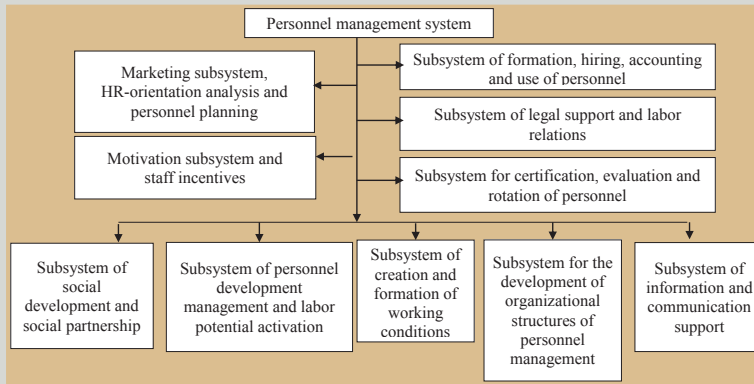 Personnel management system
Marketing subsystem,
HR-orientation analysis and
personnel planning
Subsystem of formation, hiring, accounting
and use of personnel
Subsystem of legal support and labor
relations
Motivation subsystem and
staff incentives
Subsystem for certification, evaluation and
rotation of personnel
Subsystem of
social
development and
social partnership
Subsystem of personnel
development
management and labor
potential activation
Subsystem of
creation and
formation of
working
conditions
Subsystem for the
development of
organizational
structures of
personnel
management
Subsystem of
information and
communication
support